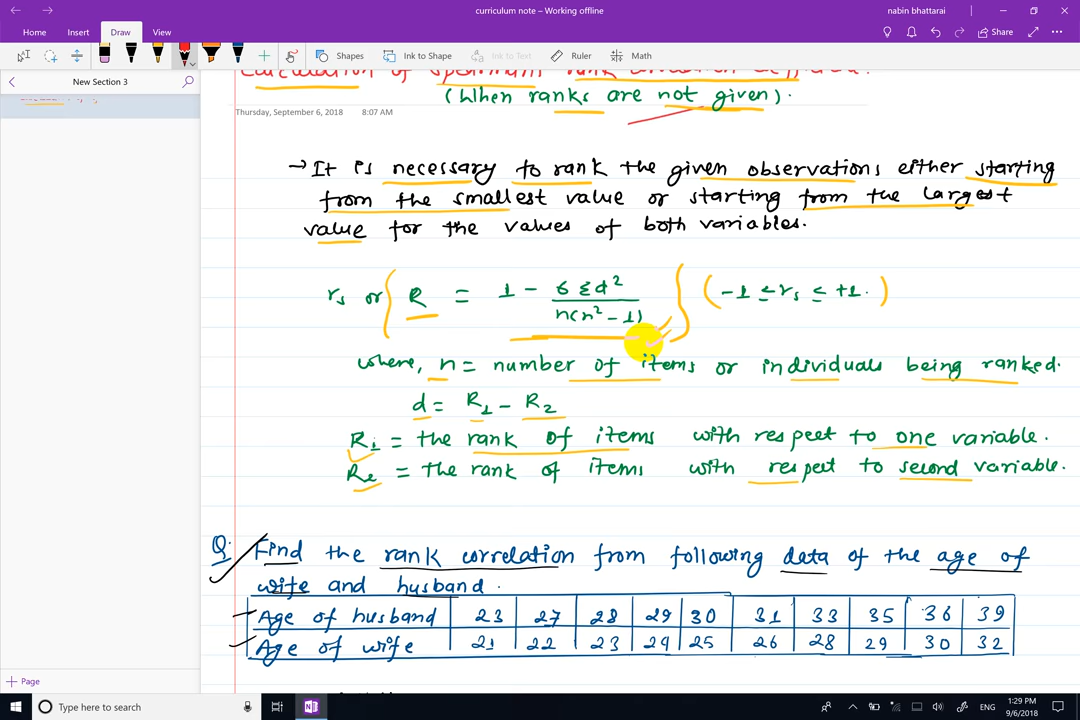 curriculum note – Working offline
nabin bhattarai
Home Insert Draw View
Share
Shapes Ink to Shape Ink to Text Ruler Math
New Section 3
Calculation of Spearman rank
(When ranks are not given).
Thursday, September 6, 2018 8:07 AM
→ It is necessary to rank the given observations either starting
from the smallest value or starting from the largest
value for the values of both variables.
rs or { R = 1 - 6Σd² / n(n²-1) } (-1 ≤ rs ≤ +1.)
where, n = number of items or individuals being ranked.
d = R1 - R2
R1 = the rank of items with respect to one variable.
R2 = the rank of items with respect to second variable.
Q. Find the rank correlation from following data of the age of
wife and husband.
Age of husband 23 27 28 29 30 31 33 35 36 39
Age of wife 21 22 23 24 25 26 28 29 30 32
+ Page
Type here to search
ENG
1:29 PM
9/6/2018